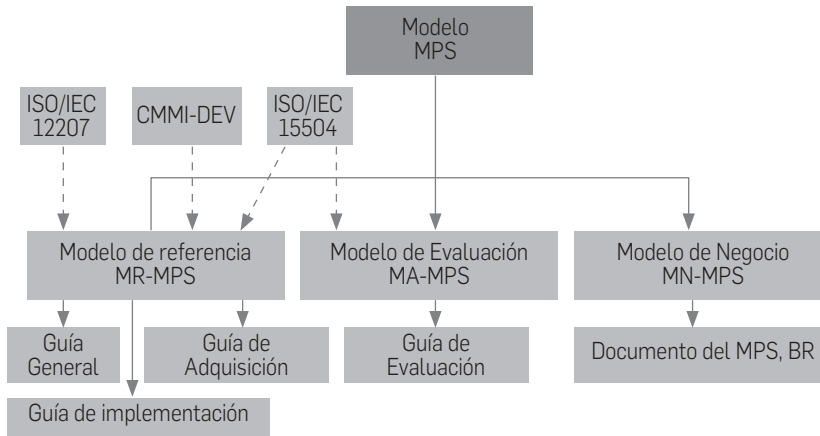 Modelo
MPS
ISO/IEC
12207
CMMI-DEV
ISO/IEC
15504
Modelo de referencia
MR-MPS
Modelo de Evaluación
MA-MPS
Modelo de Negocio
MN-MPS
Guía
General
Guía de
Adquisición
Guía de
Evaluación
Documento del MPS, BR
Guía de implementación